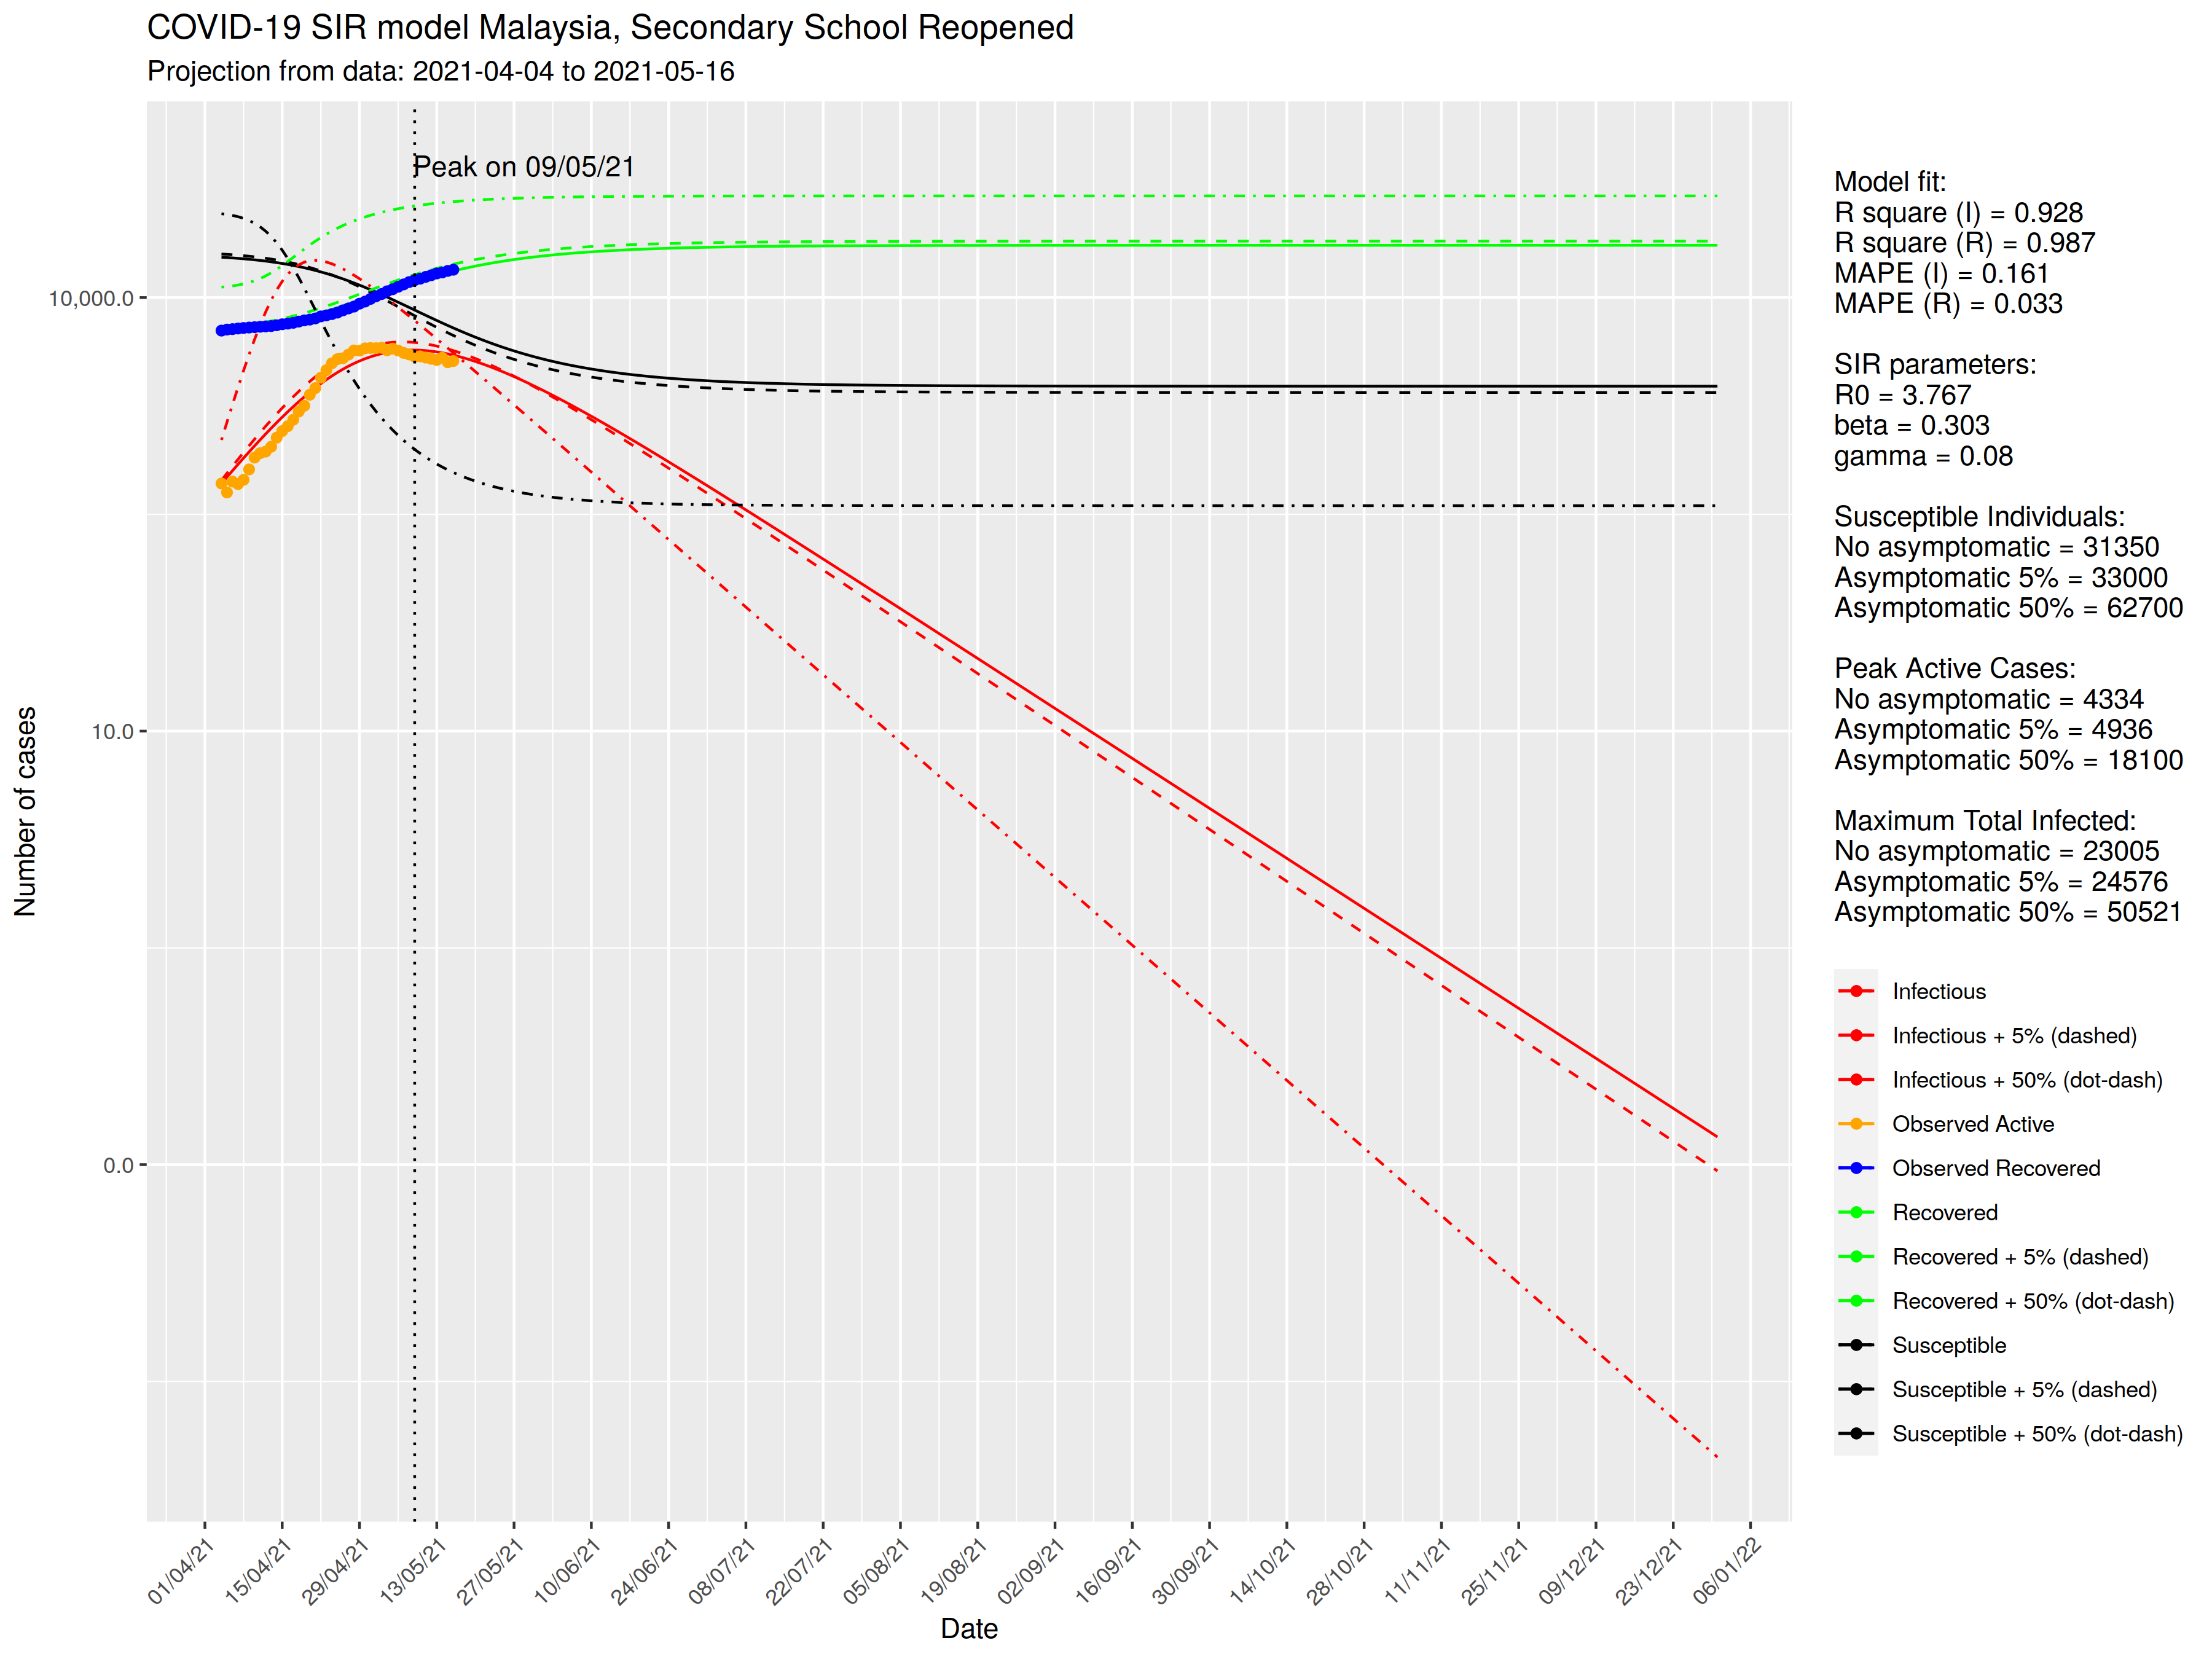 COVID-19 SIR model Malaysia, Secondary School Reopened
Projection from data: 2021-04-04 to 2021-05-16
Peak on 09/05/21
10,000.0
10.0
0.0
Number of cases
01/04/21
15/04/21
29/04/21
13/05/21
27/05/21
10/06/21
24/06/21
08/07/21
22/07/21
05/08/21
19/08/21
02/09/21
16/09/21
30/09/21
14/10/21
28/10/21
11/11/21
25/11/21
09/12/21
23/12/21
06/01/22
Date
Model fit:
R square (I) = 0.928
R square (R) = 0.987
MAPE (I) = 0.161
MAPE (R) = 0.033
SIR parameters:
R0 = 3.767
beta = 0.303
gamma = 0.08
Susceptible Individuals:
No asymptomatic = 31350
Asymptomatic 5% = 33000
Asymptomatic 50% = 62700
Peak Active Cases:
No asymptomatic = 4334
Asymptomatic 5% = 4936
Asymptomatic 50% = 18100
Maximum Total Infected:
No asymptomatic = 23005
Asymptomatic 5% = 24576
Asymptomatic 50% = 50521
Infectious
Infectious + 5% (dashed)
Infectious + 50% (dot-dash)
Observed Active
Observed Recovered
Recovered
Recovered + 5% (dashed)
Recovered + 50% (dot-dash)
Susceptible
Susceptible + 5% (dashed)
Susceptible + 50% (dot-dash)